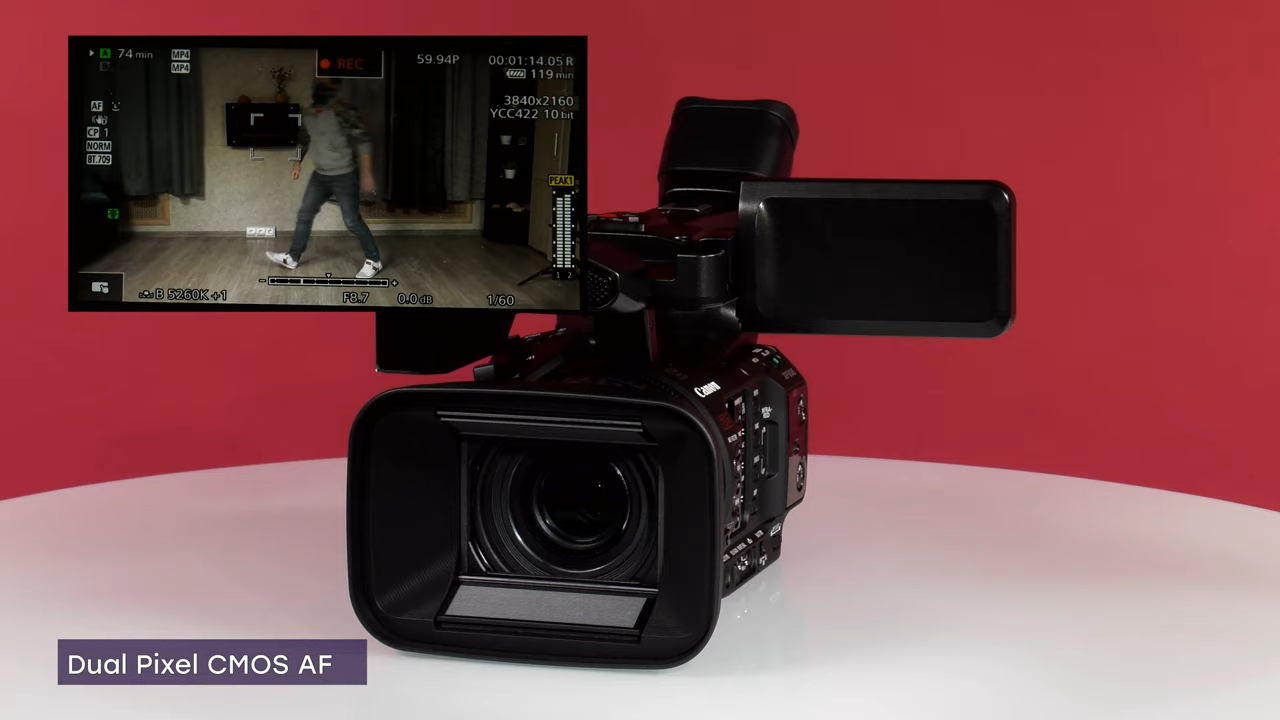 A 74 min MP4
MP4
REC
59.94P
00:01:14.05 R
119 min
3840x2160
YCC422 10 bit
AF
CP 1
NORM
BT.709
PEAK1
1 2
B 5260K +1
F8.7
0.0 dB
1/60
Canon
Dual Pixel CMOS AF